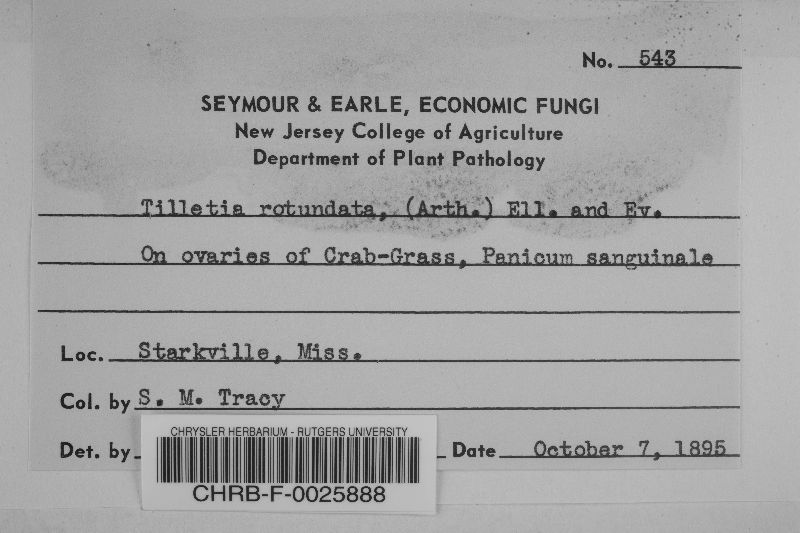 No. 543
SEYMOUR & EARLE, ECONOMIC FUNGI
New Jersey College of Agriculture
Department of Plant Pathology
Tilletia rotundata, (Arth.) Ell. and Ev.
On ovaries of Crab-Grass, Panicum sanguinale
Loc. Starkville, Miss.
Col. by S. M. Tracy
Det. by Date October 7, 1895
CHRYSLER HERBARIUM - RUTGERS UNIVERSITY
CHRB-F-0025888